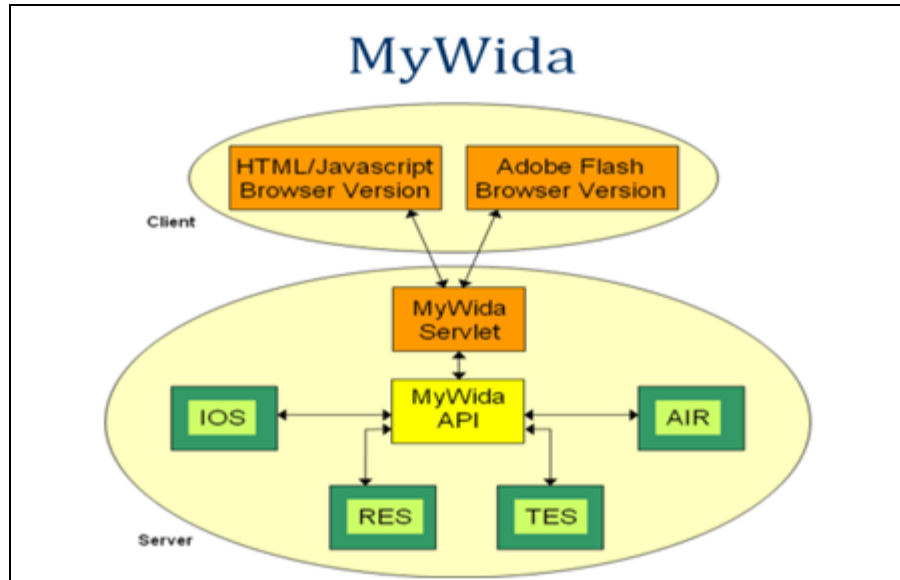 MyWida
HTML/Javascript
Browser Version
Adobe Flash
Browser Version
Client
MyWida
Servlet
MyWida
API
IOS
AIR
RES
TES
Server